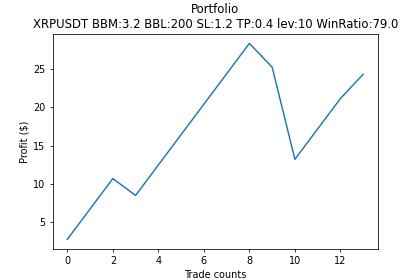 Portfolio
XRPUSDT BBM:3.2 BBL:200 SL:1.2 TP:0.4 lev:10 WinRatio:79.0
25
20
15
10
5
Profit ($)
0 2 4 6 8 10 12
Trade counts